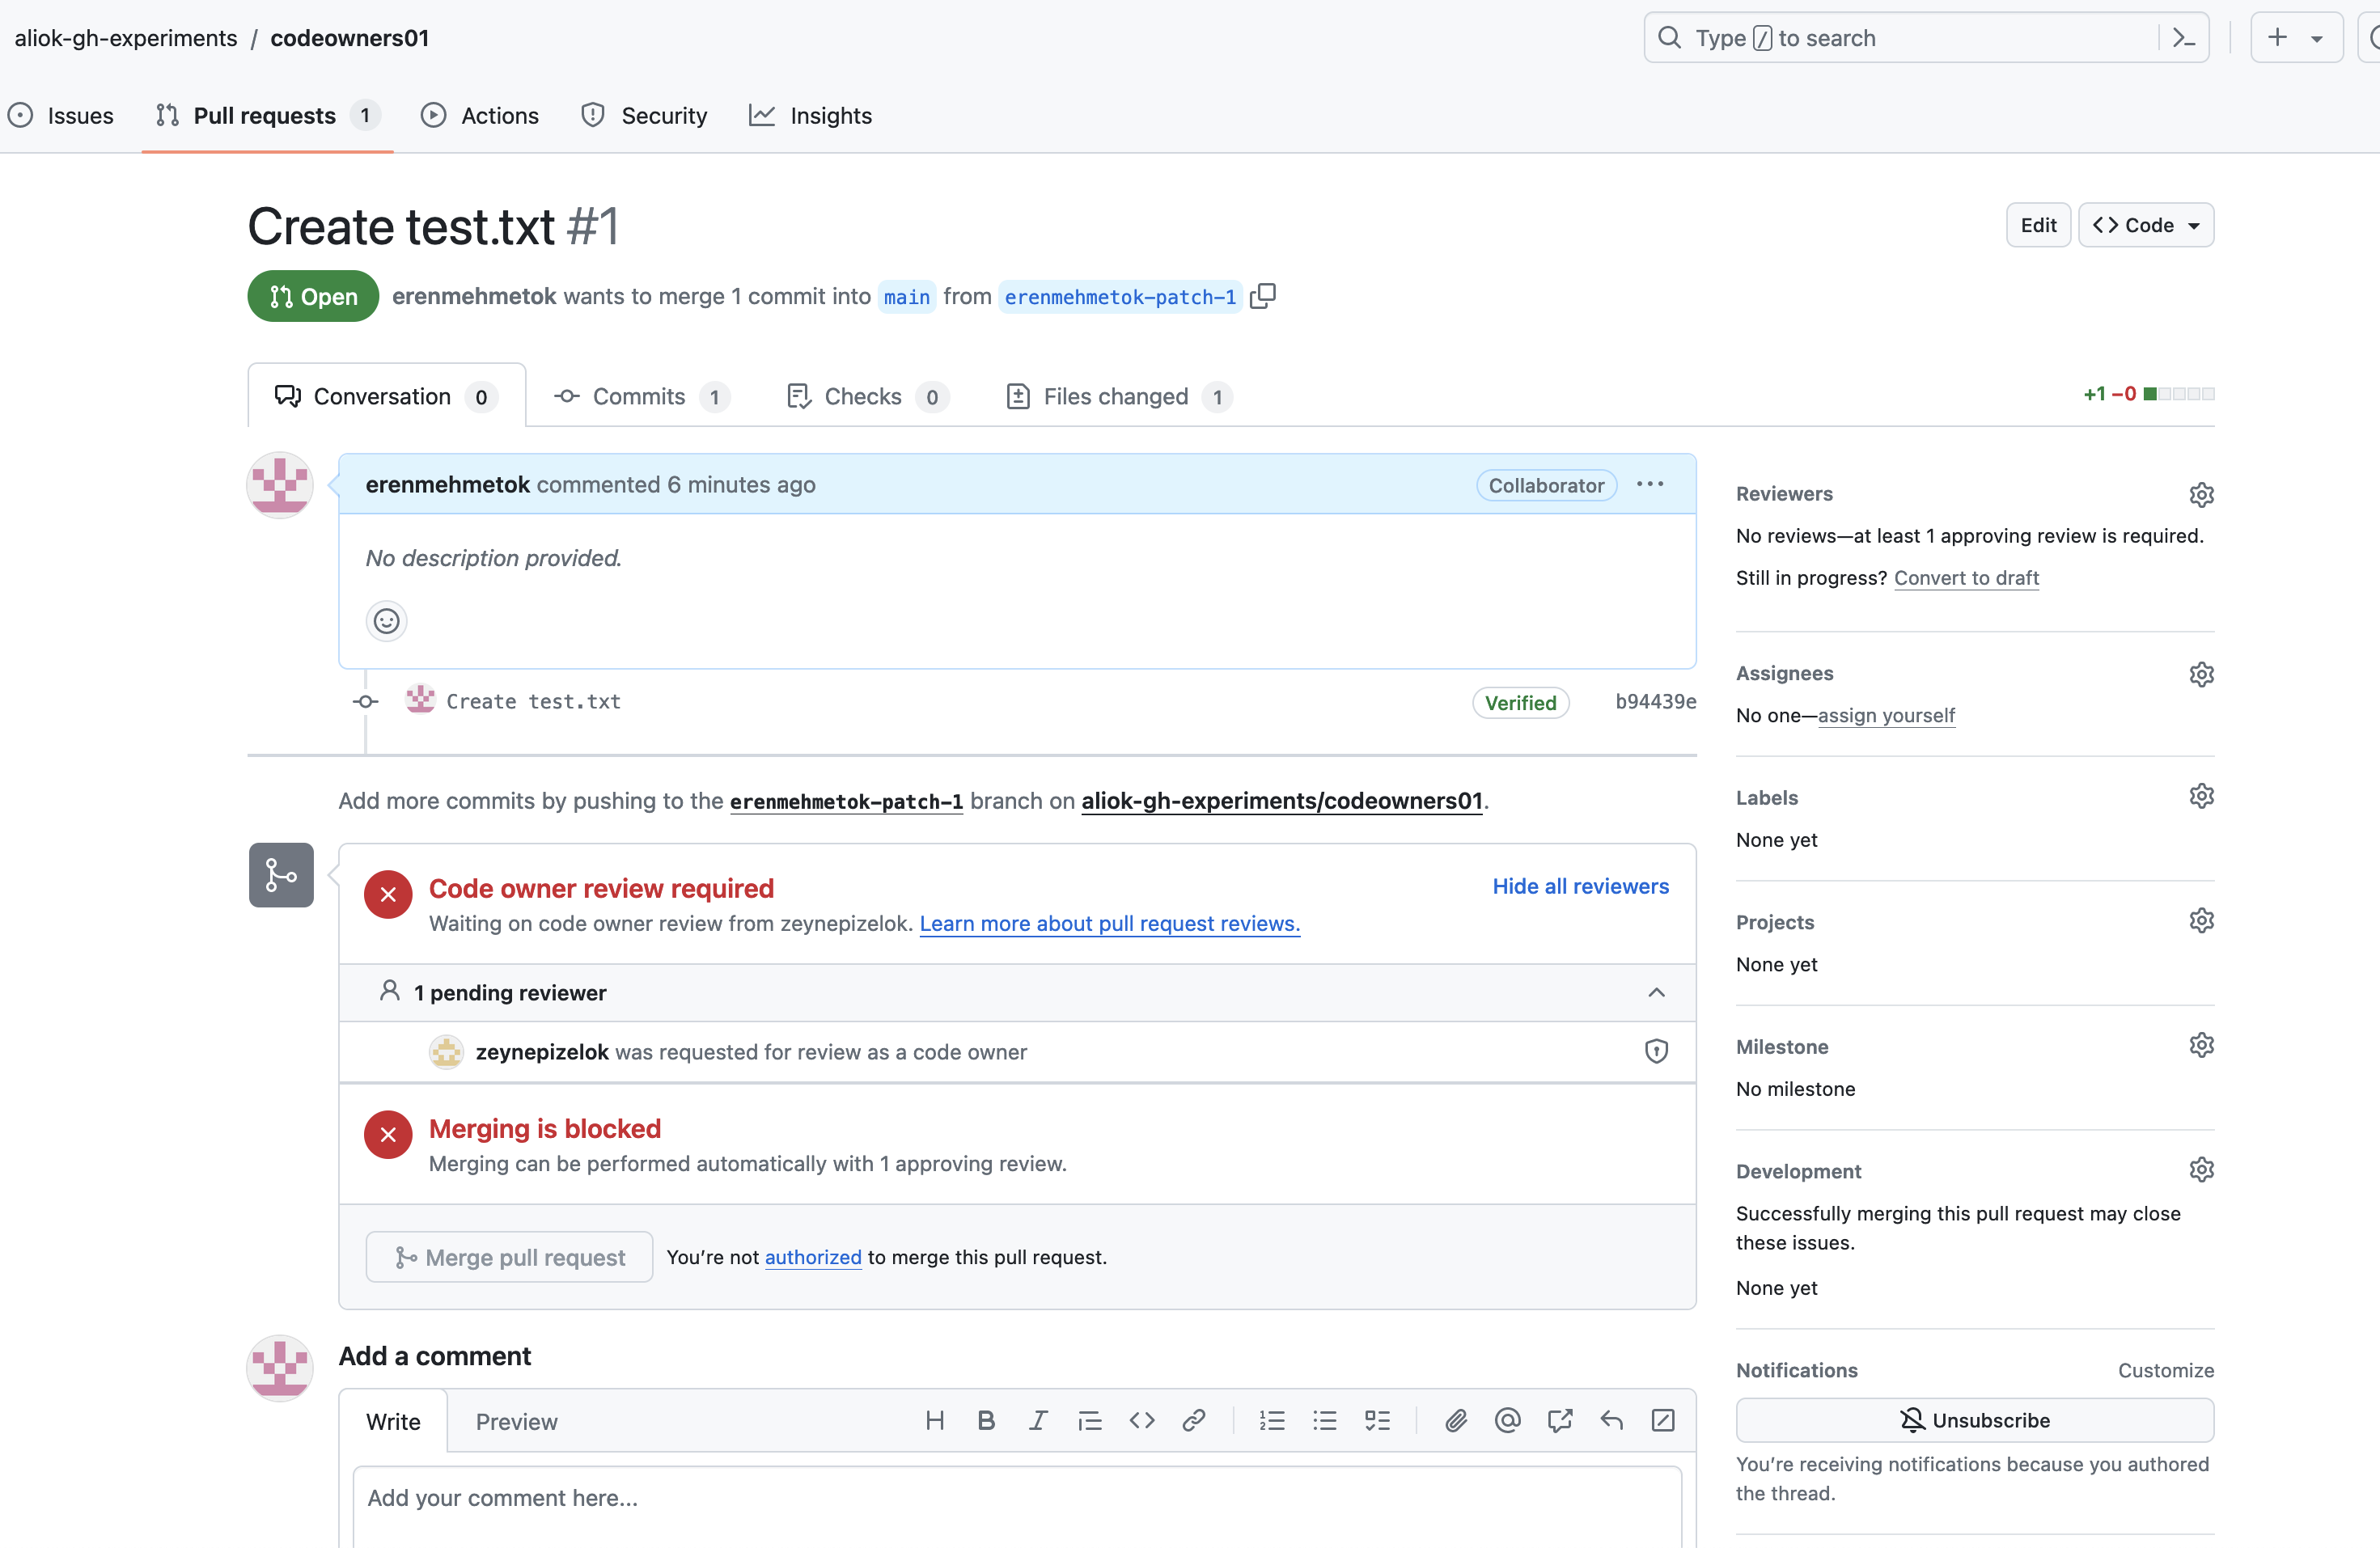 aliok-gh-experiments / codeowners01
Type / to search
Issues
Pull requests 1
Actions
Security
Insights
Create test.txt #1
Edit
Code
Open
erenmehmetok wants to merge 1 commit into main from erenmehmetok-patch-1
Conversation 0
Commits 1
Checks 0
Files changed 1
+1 −0
erenmehmetok commented 6 minutes ago
Collaborator
No description provided.
Create test.txt
Verified
b94439e
Add more commits by pushing to the erenmehmetok-patch-1 branch on aliok-gh-experiments/codeowners01.
Code owner review required
Hide all reviewers
Waiting on code owner review from zeynepizelok. Learn more about pull request reviews.
1 pending reviewer
zeynepizelok was requested for review as a code owner
Merging is blocked
Merging can be performed automatically with 1 approving review.
Merge pull request
You’re not authorized to merge this pull request.
Add a comment
Write
Preview
Add your comment here...
Reviewers
No reviews—at least 1 approving review is required.
Still in progress? Convert to draft
Assignees
No one—assign yourself
Labels
None yet
Projects
None yet
Milestone
No milestone
Development
Successfully merging this pull request may close
these issues.
None yet
Notifications
Customize
Unsubscribe
You’re receiving notifications because you authored
the thread.